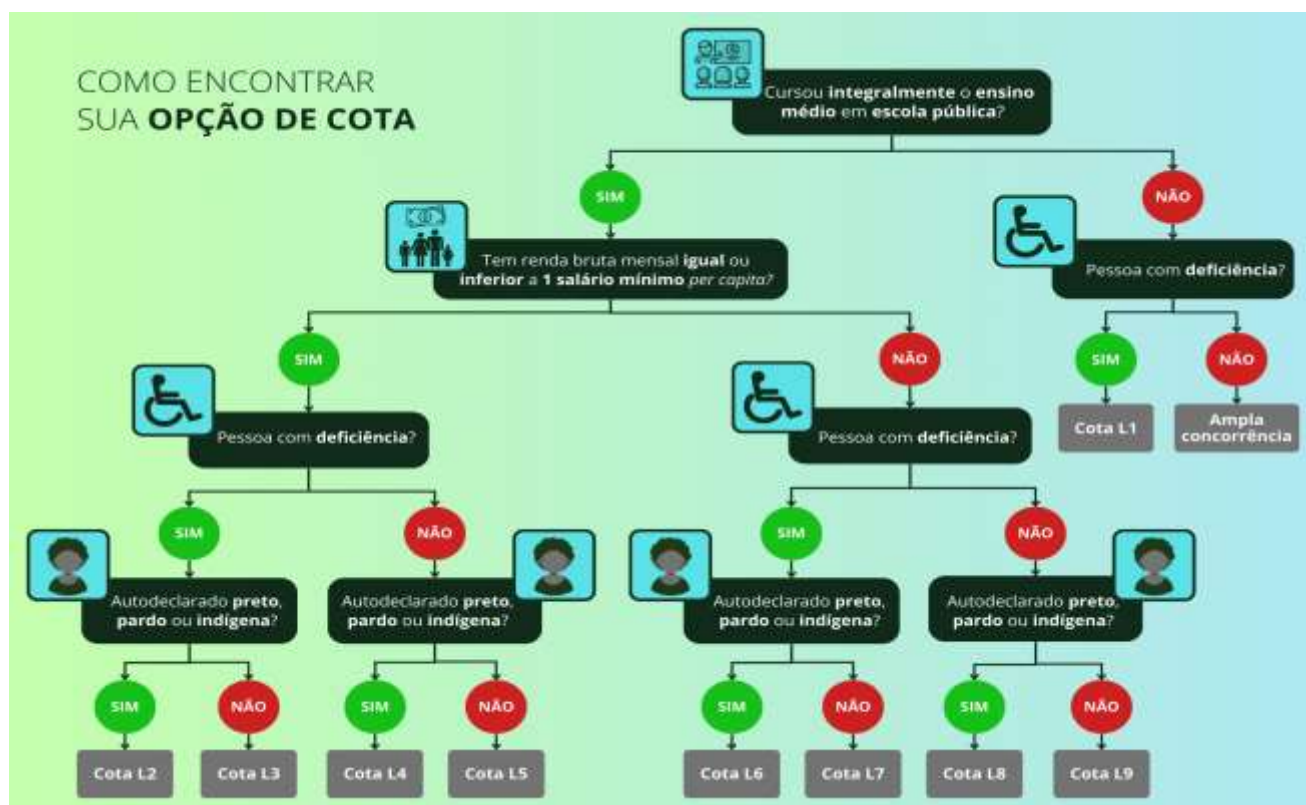 COMO ENCONTRAR
SUA OPÇÃO DE COTA
Cursou integralmente o ensino
médio em escola pública?
SIM
NÃO
Tem renda bruta mensal igual ou
inferior a 1 salário mínimo per capita?
Pessoa com deficiência?
SIM
NÃO
SIM
NÃO
Cota L1
Ampla
concorrência
Pessoa com deficiência?
Pessoa com deficiência?
SIM
NÃO
SIM
NÃO
Autodeclarado preto,
pardo ou indígena?
Autodeclarado preto,
pardo ou indígena?
Autodeclarado preto,
pardo ou indígena?
Autodeclarado preto,
pardo ou indígena?
SIM
NÃO
SIM
NÃO
SIM
NÃO
SIM
NÃO
Cota L2
Cota L3
Cota L4
Cota L5
Cota L6
Cota L7
Cota L8
Cota L9